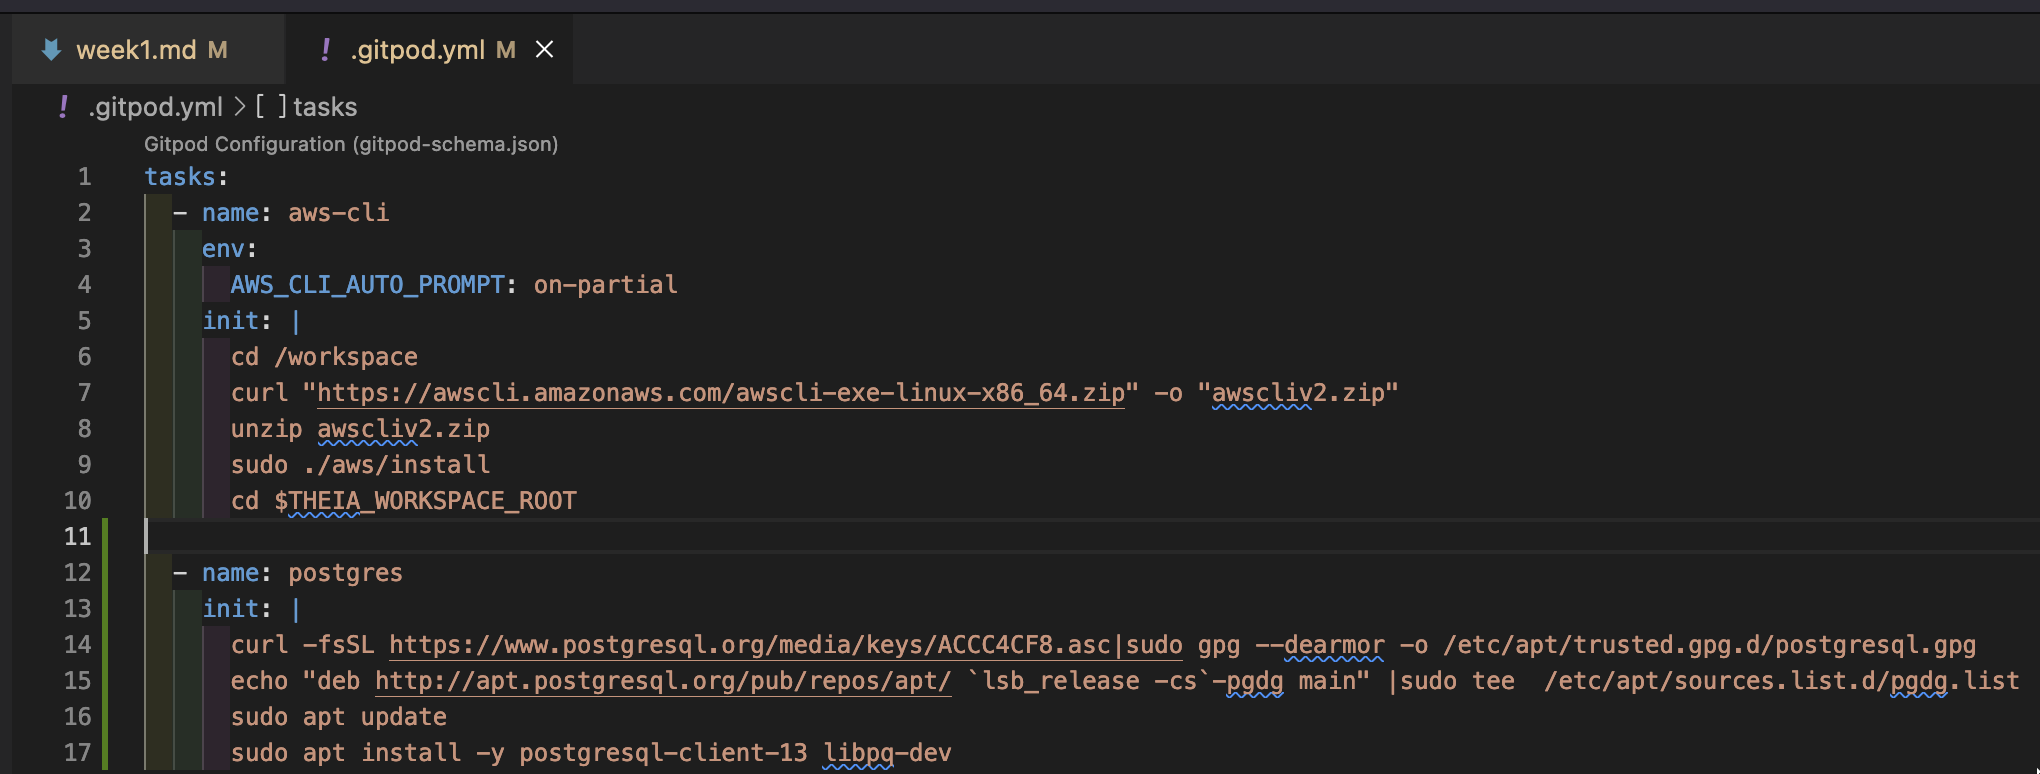 week1.md M
! .gitpod.yml M
! .gitpod.yml > [ ] tasks
Gitpod Configuration (gitpod-schema.json)
1 tasks:
2   - name: aws-cli
3     env:
4       AWS_CLI_AUTO_PROMPT: on-partial
5     init: |
6       cd /workspace
7       curl "https://awscli.amazonaws.com/awscli-exe-linux-x86_64.zip" -o "awscliv2.zip"
8       unzip awscliv2.zip
9       sudo ./aws/install
10       cd $THEIA_WORKSPACE_ROOT
11
12   - name: postgres
13     init: |
14       curl -fsSL https://www.postgresql.org/media/keys/ACCC4CF8.asc|sudo gpg --dearmor -o /etc/apt/trusted.gpg.d/postgresql.gpg
15       echo "deb http://apt.postgresql.org/pub/repos/apt/ `lsb_release -cs`-pgdg main" |sudo tee  /etc/apt/sources.list.d/pgdg.list
16       sudo apt update
17       sudo apt install -y postgresql-client-13 libpq-dev